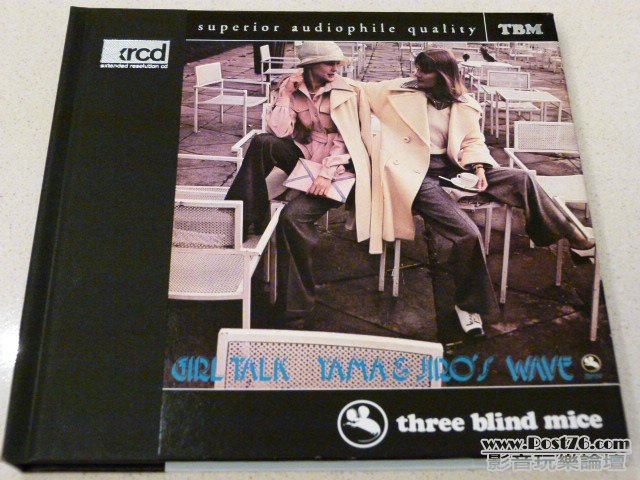 superior audiophile quality TBM
xrcd
extended resolution cd
GIRL TALK YAMA & JIRO'S WAVE
three blind mice
www.Post76.com
影音玩樂論壇